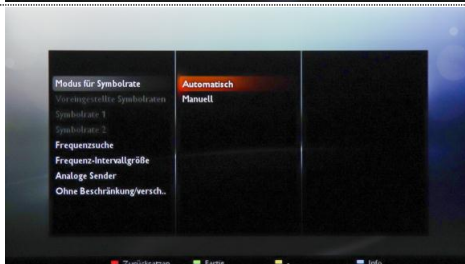 Modus für Symbolrate
Automatisch
Voreingestellte Symbolraten
Manuell
Symbolrate 1
Symbolrate 2
Frequenzsuche
Frequenz-Intervallgröße
Analoge Sender
Ohne Beschränkung/versch..
Zurücksetzen
Fertig
-
Info